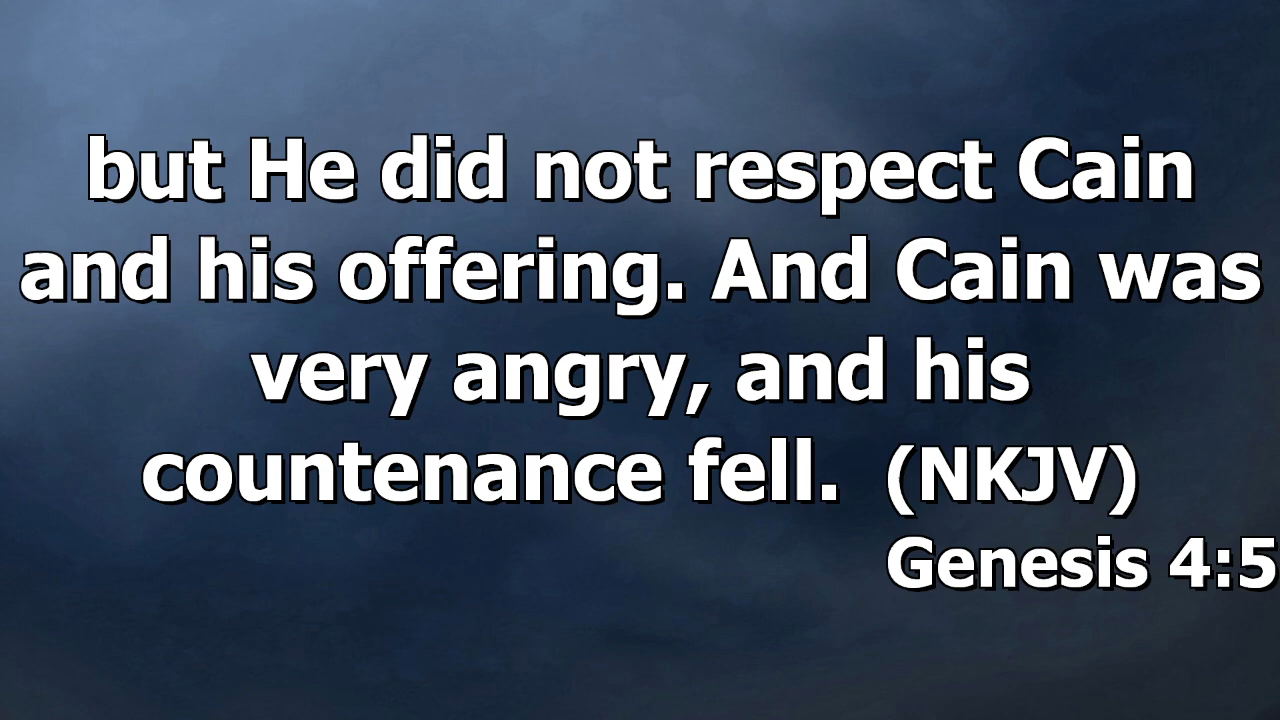 but He did not respect Cain
and his offering. And Cain was
very angry, and his
countenance fell. (NKJV)
Genesis 4:5